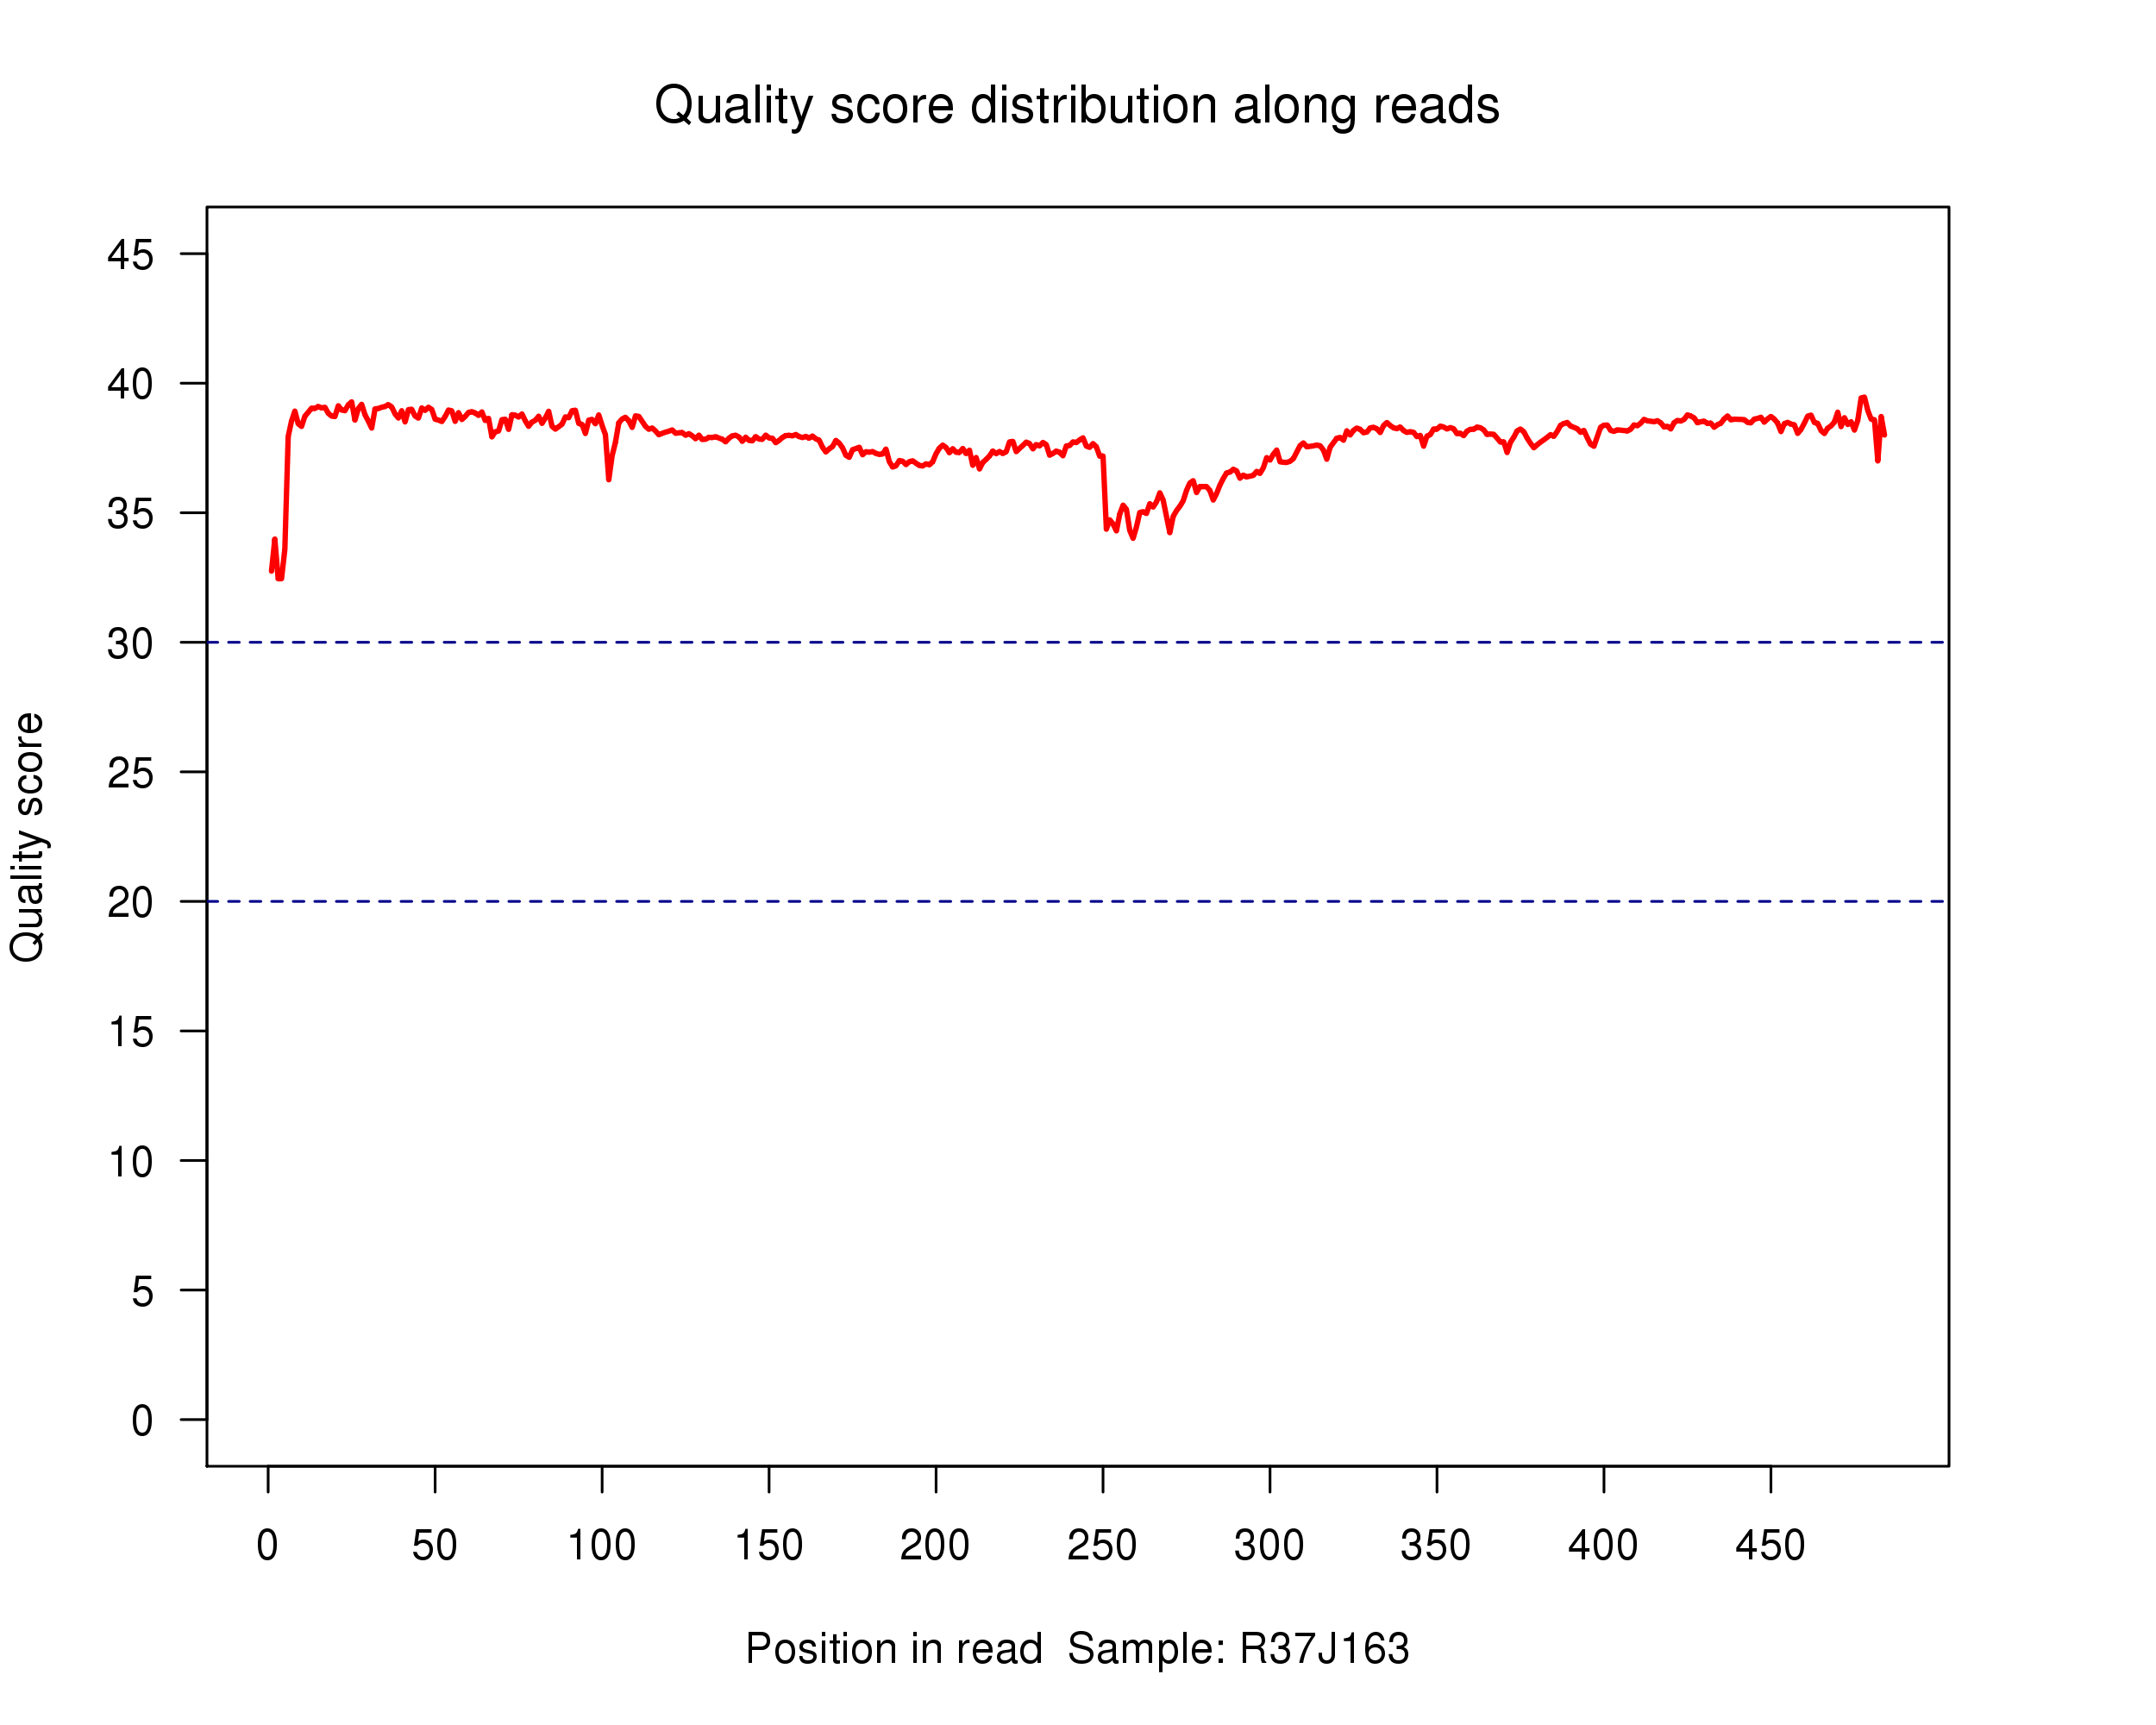 Quality score distribution along reads
45
40
35
30
25
20
15
10
5
0
Quality score
0 50 100 150 200 250 300 350 400 450
Position in read  Sample: R37J163